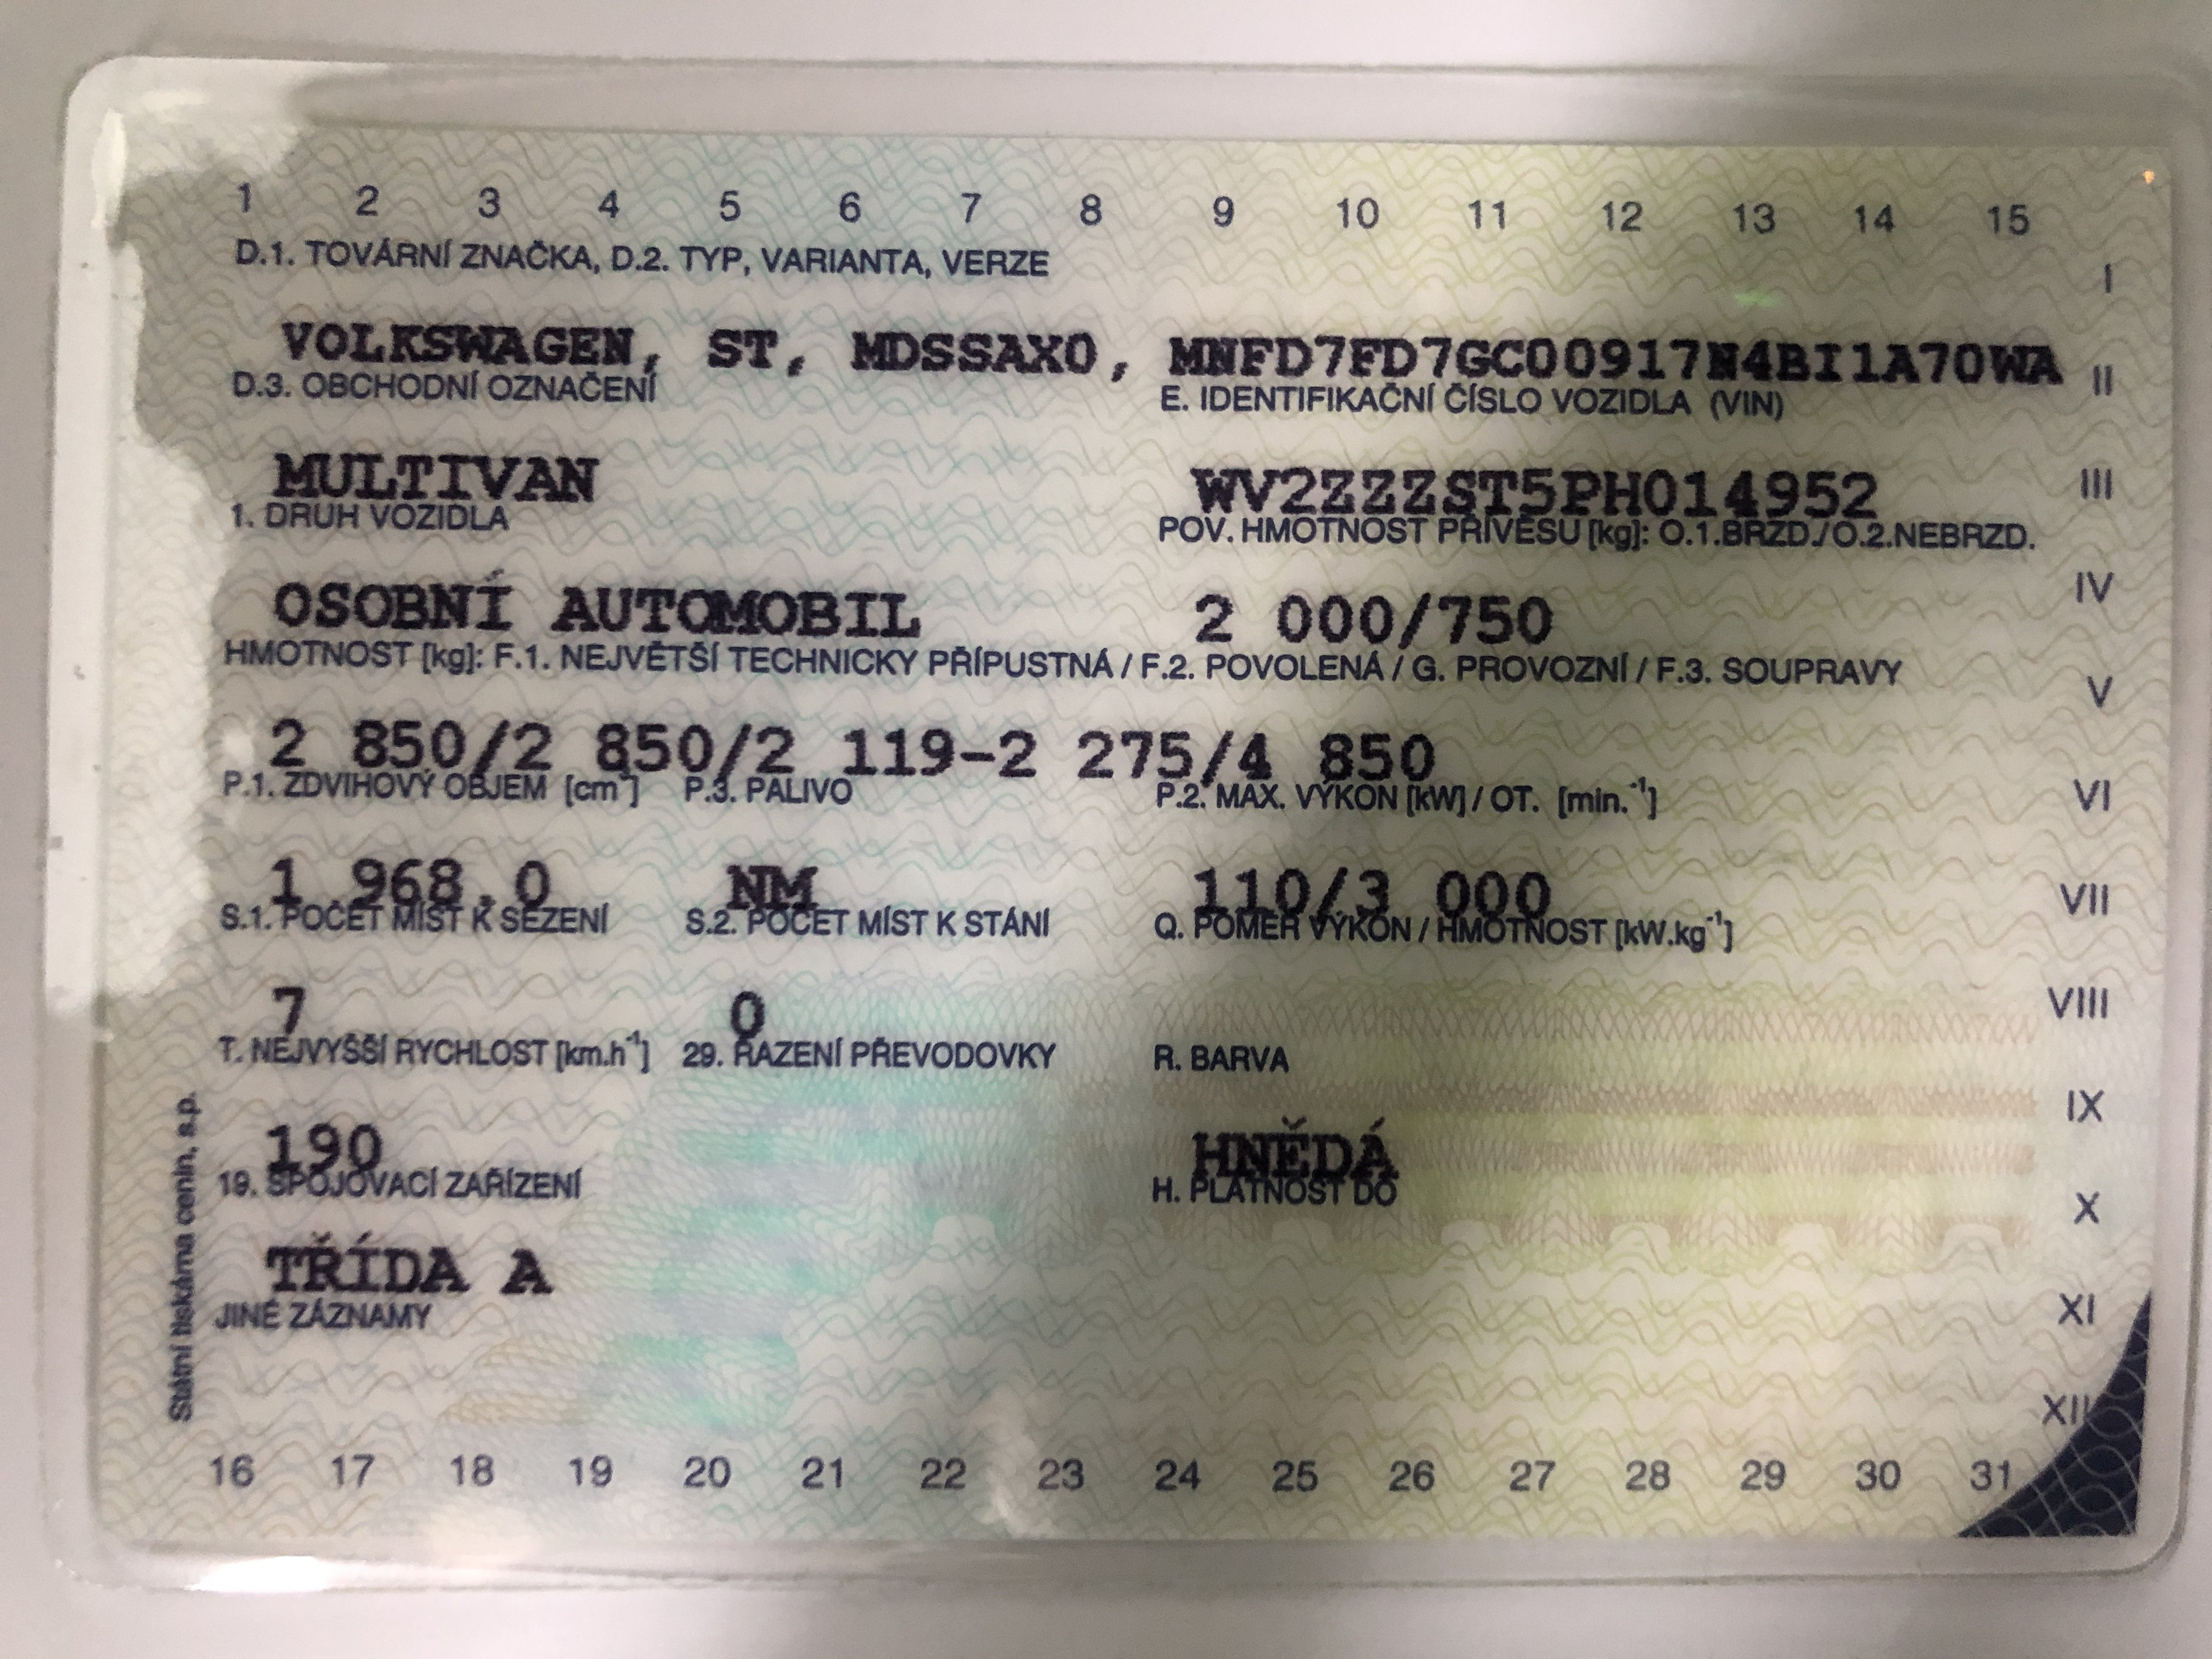 1 2 3 4 5 6 7 8 9 10 11 12 13 14 15
D.1. TOVÁRNÍ ZNAČKA, D.2. TYP, VARIANTA, VERZE
I
VOLKSWAGEN, ST, MDSSAX0, MNFD7FD7GC00917N4BI1A70WA
II
D.3. OBCHODNÍ OZNAČENÍ E. IDENTIFIKAČNÍ ČÍSLO VOZIDLA (VIN)
MULTIVAN WV2ZZZST5PH014952
III
1. DRUH VOZIDLA POV. HMOTNOST PŘÍVĚSU [kg]: O.1.BRZD./O.2.NEBRZD.
OSOBNÍ AUTOMOBIL 2 000/750
IV
HMOTNOST [kg]: F.1. NEJVĚTŠÍ TECHNICKY PŘÍPUSTNÁ / F.2. POVOLENÁ / G. PROVOZNÍ / F.3. SOUPRAVY
V
2 850/2 850/2 119-2 275/4 850
P.1. ZDVIHOVÝ OBJEM [cm³] P.3. PALIVO P.2. MAX. VÝKON [kW] / OT. [min.⁻¹]
VI
1 968.0 NM 110/3 000
VII
S.1. POČET MÍST K SEZENÍ S.2. POČET MÍST K STÁNÍ Q. POMĚR VÝKON / HMOTNOST [kW.kg⁻¹]
7 0
VIII
T. NEJVYŠŠÍ RYCHLOST [km.h⁻¹] 29. ŘAZENÍ PŘEVODOVKY R. BARVA
IX
190 HNĚDÁ
19. SPOJOVACÍ ZAŘÍZENÍ H. PLATNOST DO
X
TŘÍDA A
JINÉ ZÁZNAMY
XI
XII
16 17 18 19 20 21 22 23 24 25 26 27 28 29 30 31
Státní tiskárna cenin, s.p.